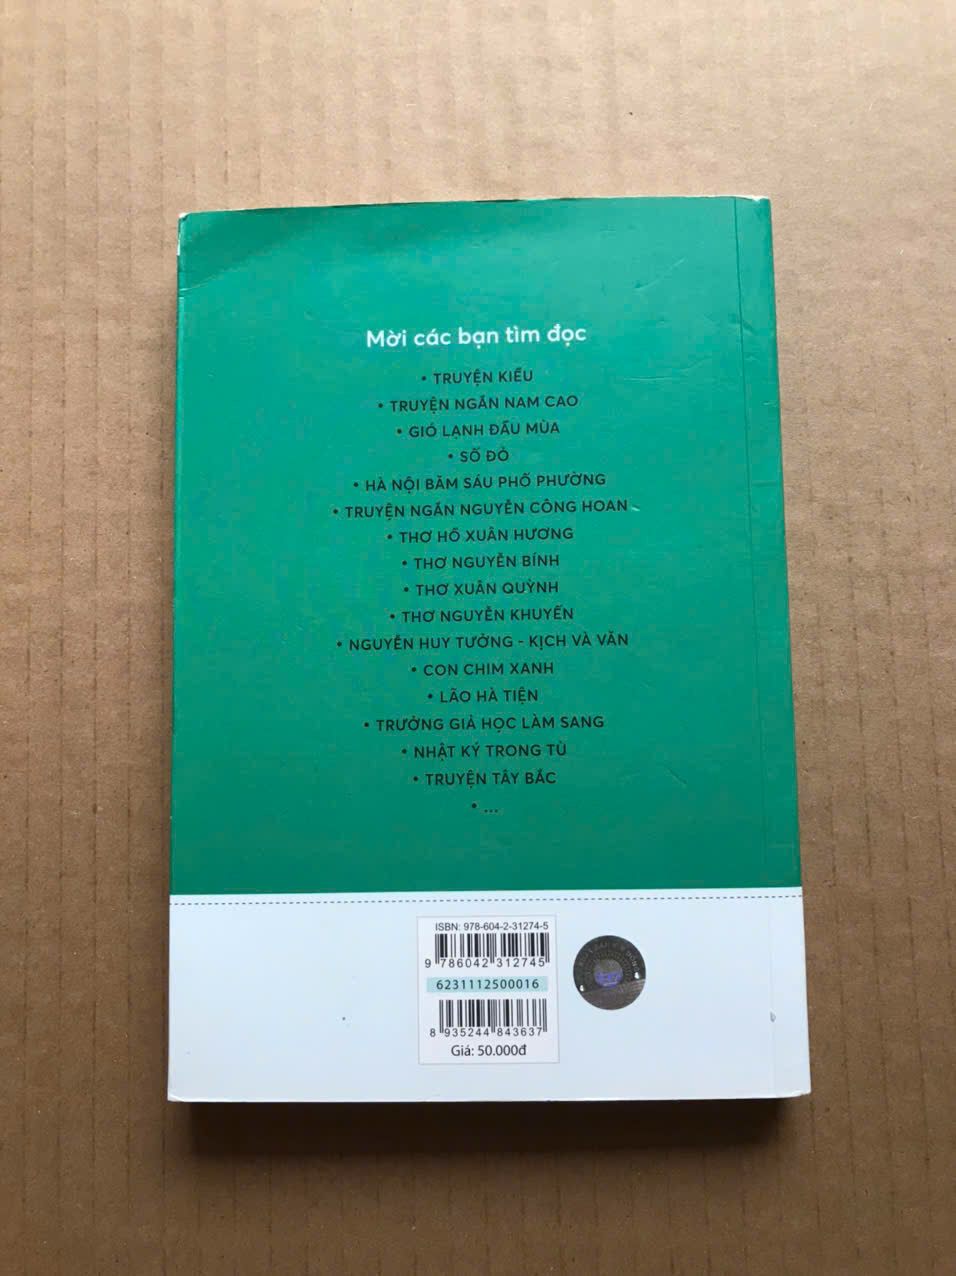 Mời các bạn tìm đọc
• TRUYỆN KIỀU
• TRUYỆN NGẮN NAM CAO
• GIÓ LẠNH ĐẦU MÙA
• SỐ ĐỎ
• HÀ NỘI BĂM SÁU PHỐ PHƯỜNG
• TRUYỆN NGẮN NGUYỄN CÔNG HOAN
• THƠ HỒ XUÂN HƯƠNG
• THƠ NGUYỄN BÍNH
• THƠ XUÂN QUỲNH
• THƠ NGUYỄN KHUYẾN
• NGUYỄN HUY TƯỞNG - KỊCH VÀ VĂN
• CON CHIM XANH
• LÃO HÀ TIỆN
• TRƯỞNG GIẢ HỌC LÀM SANG
• NHẬT KÝ TRONG TÙ
• TRUYỆN TÂY BẮC
• ...
ISBN: 978-604-2-31274-5
9 786042 312745
6231112500016
8 935244 843637
Giá: 50.000đ